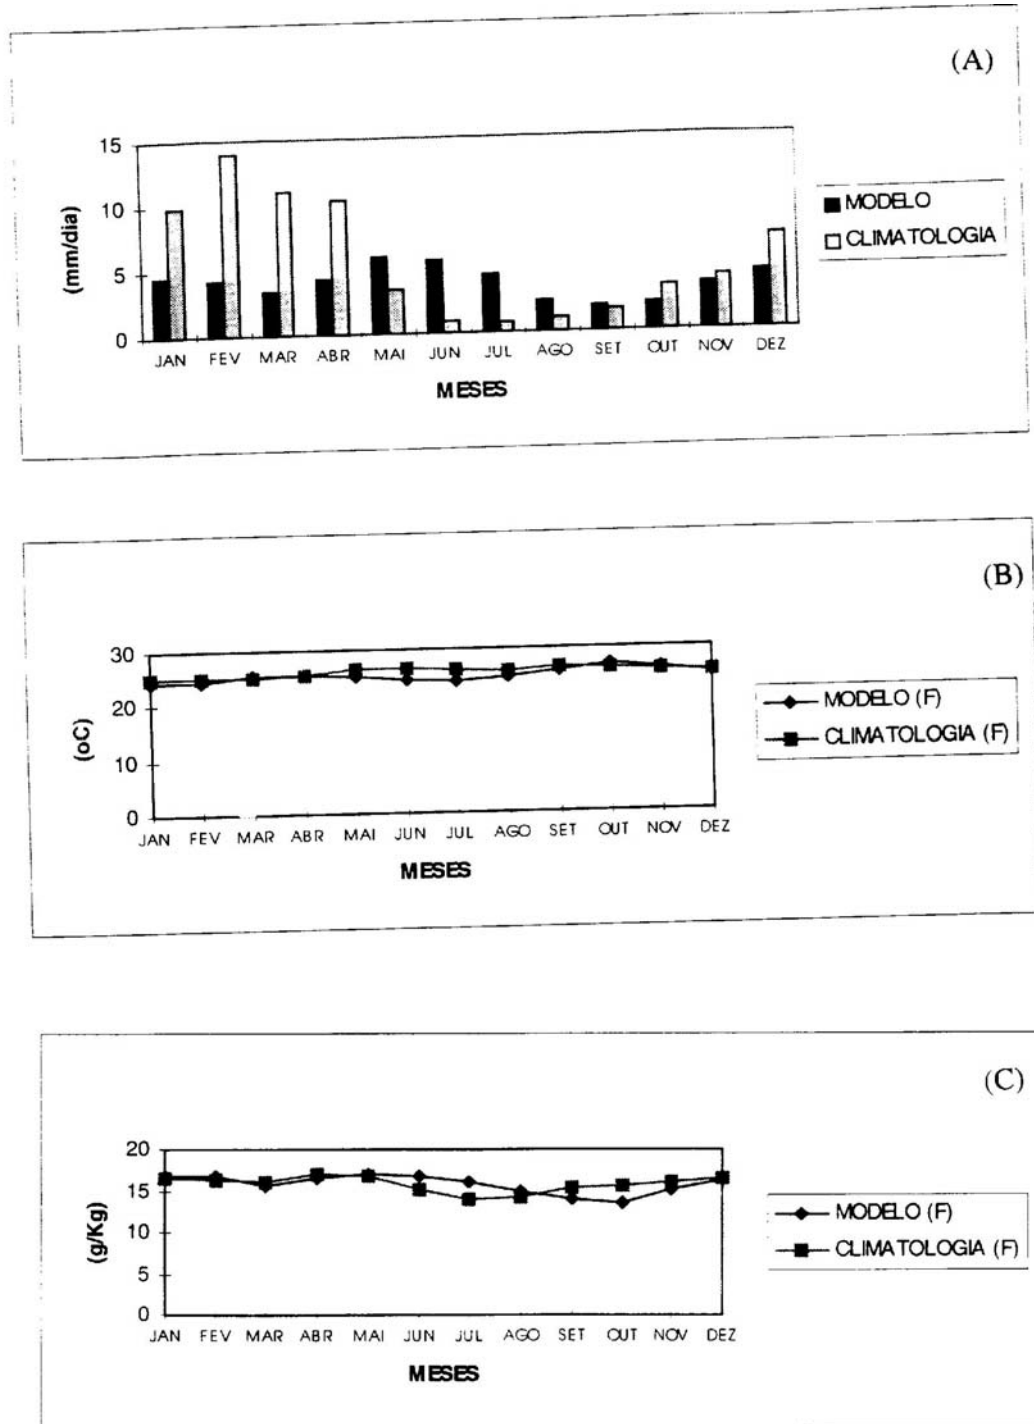 (A)
15
10
5
0
(mm/dia)
JAN FEV MAR ABR MAI JUN JUL AGO SET OUT NOV DEZ
MESES
MODELO
CLIMATOLOGIA
(B)
30
20
10
0
(oC)
JAN FEV MAR ABR MAI JUN JUL AGO SET OUT NOV DEZ
MESES
MODELO (F)
CLIMATOLOGIA (F)
(C)
20
15
10
5
0
(g/Kg)
JAN FEV MAR ABR MAI JUN JUL AGO SET OUT NOV DEZ
MESES
MODELO (F)
CLIMATOLOGIA (F)